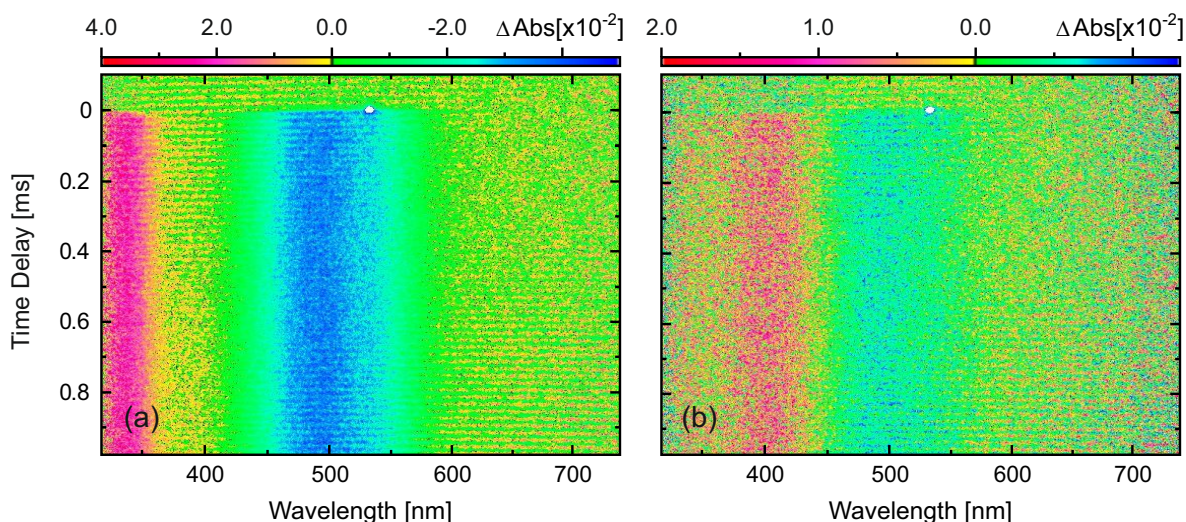 4.0 2.0 0.0 -2.0 ΔAbs[x10-2]
2.0 1.0 0.0 ΔAbs[x10-2]
0
0.2
0.4
0.6
0.8
Time Delay [ms]
(a)
(b)
400 500 600 700
400 500 600 700
Wavelength [nm]
Wavelength [nm]